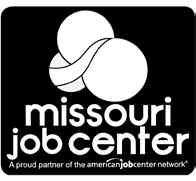 missouri
job center
A proud partner of the americanjobcenter network®